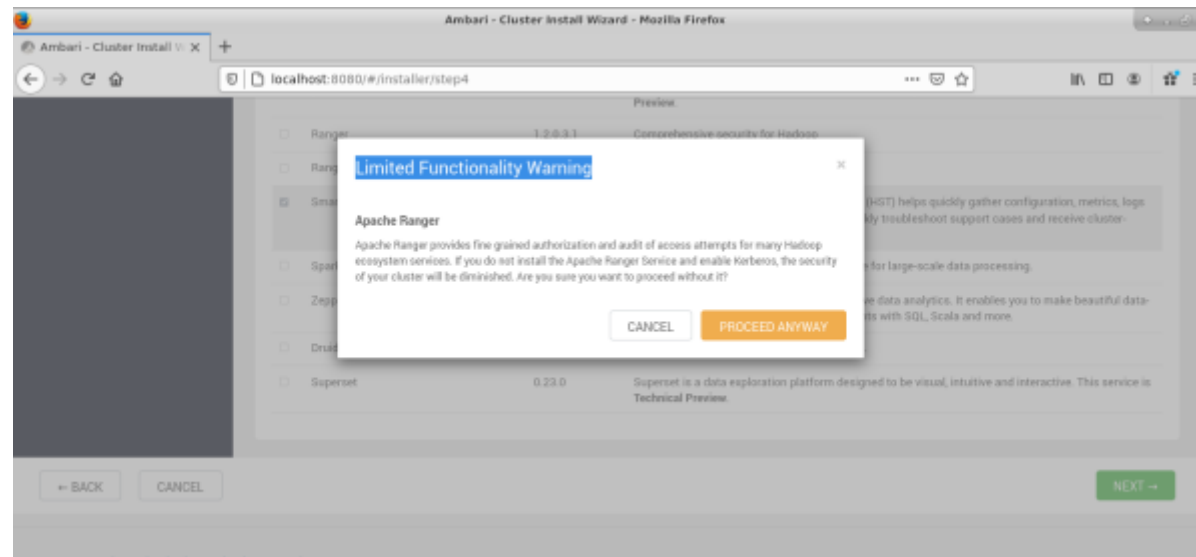 Ambari - Cluster Install Wizard - Mozilla Firefox
Ambari - Cluster Install
localhost:8080/#/installer/step4
Preview.
Ranger 1.2.0.3.1 Comprehensive security for Hadoop
Rang
Limited Functionality Warning
Smar (HST) helps quickly gather configuration, metrics, logs
troubleshoot support cases and receive cluster-
Apache Ranger
Apache Ranger provides fine grained authorization and audit of access attempts for many Hadoop
ecosystem services. If you do not install the Apache Ranger Service and enable Kerberos, the security
of your cluster will be diminished. Are you sure you want to proceed without it?
Spar for large-scale data processing.
Zepp data analytics. It enables you to make beautiful data-
with SQL, Scala and more.
CANCEL PROCEED ANYWAY
Druid
Superset 0.23.0 Superset is a data exploration platform designed to be visual, intuitive and interactive. This service is
Technical Preview.
← BACK CANCEL NEXT →